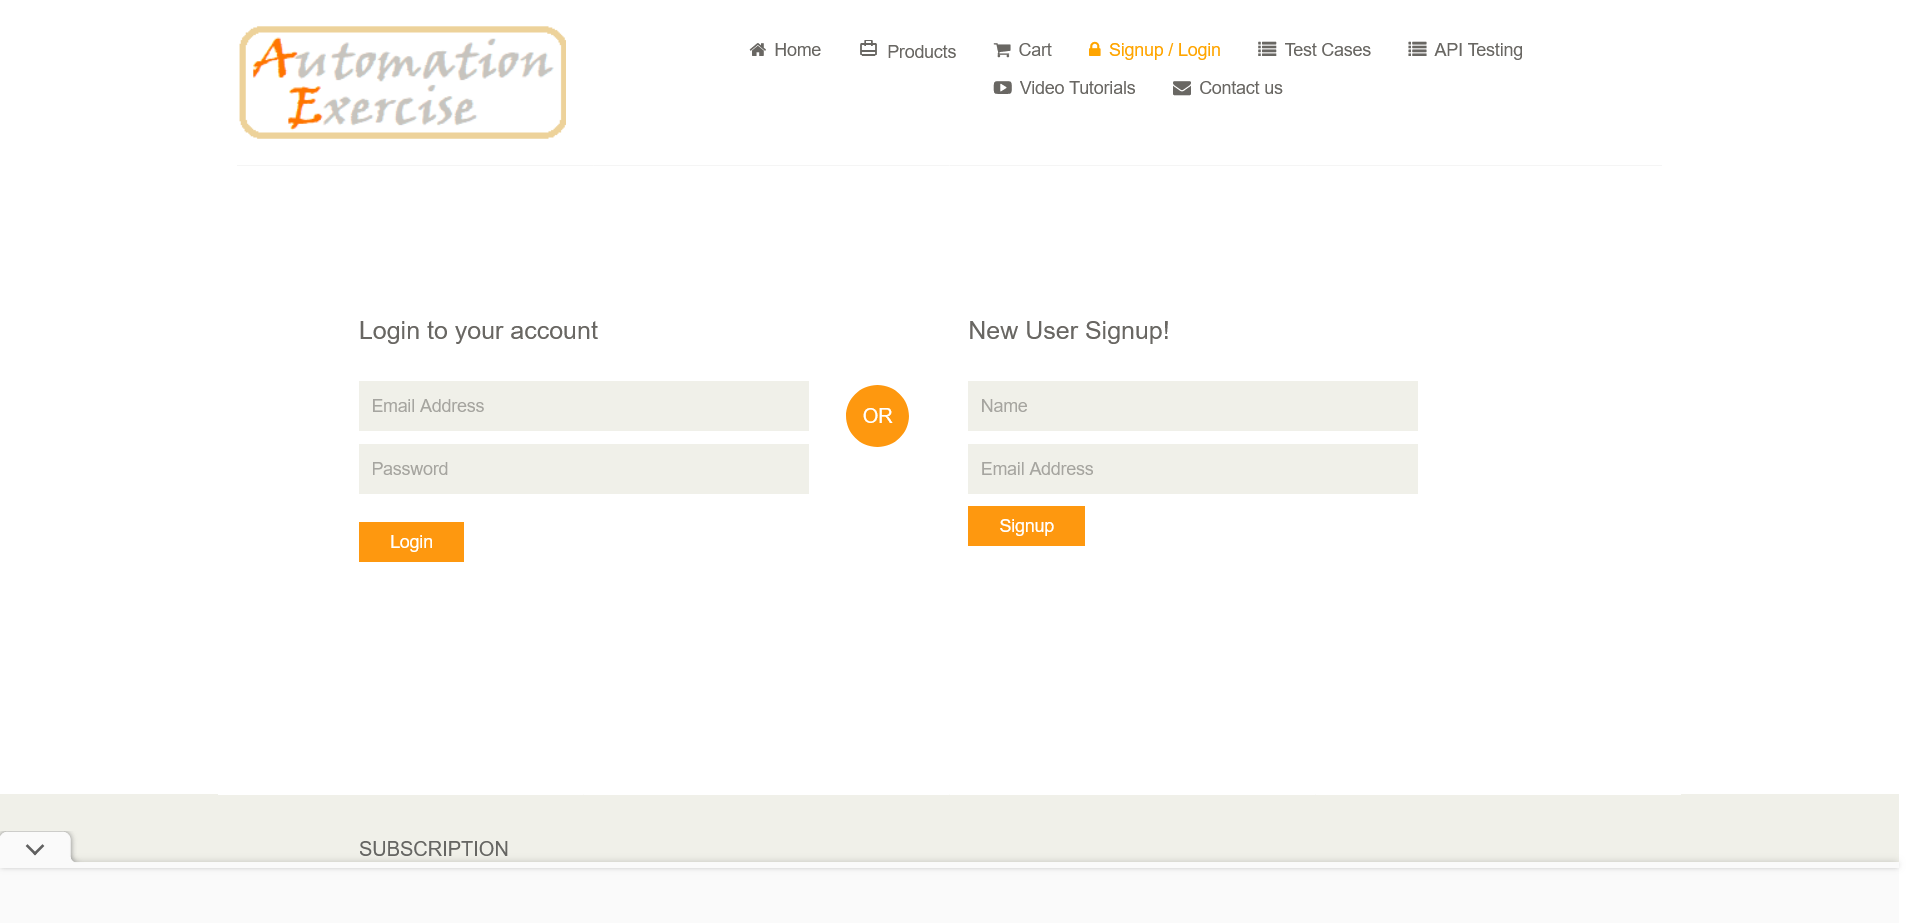 Automation
Exercise
Home Products Cart Signup / Login Test Cases API Testing
Video Tutorials Contact us
Login to your account
Email Address
Password
Login
OR
New User Signup!
Name
Email Address
Signup
SUBSCRIPTION